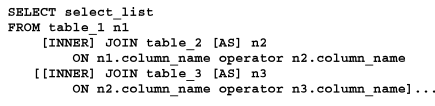 SELECT select_list
FROM table_1 n1
[INNER] JOIN table_2 [AS] n2
ON n1.column_name operator n2.column_name
[[INNER] JOIN table_3 [AS] n3
ON n2.column_name operator n3.column_name]...